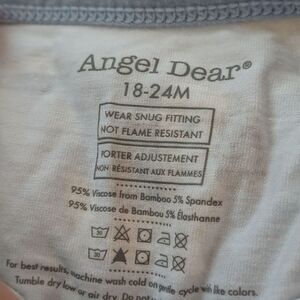 Angel Dear®
18-24M
WEAR SNUG FITTING
NOT FLAME RESISTANT
PORTER ADJUSTEMENT
NON RÉSISTANT AUX FLAMMES
95% Viscose from Bamboo 5% Spandex
95% Viscose de Bambou 5% Élasthanne
30
30
For best results, machine wash cold on gentle cycle with like colors.
Tumble dry low or air dry. Do not